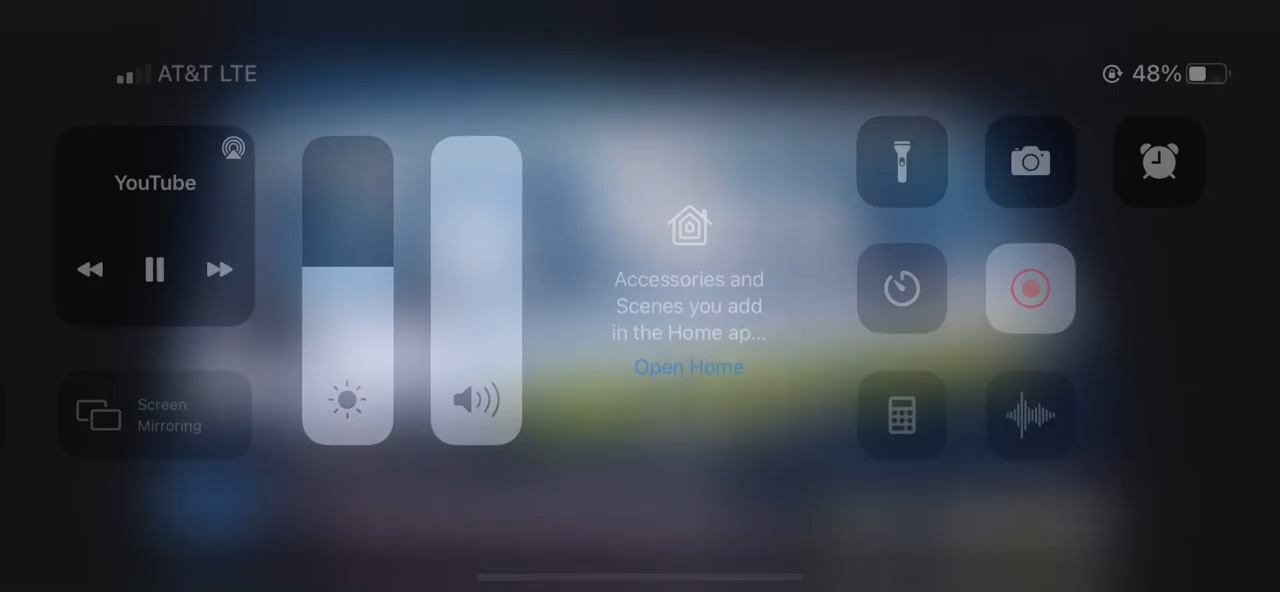 AT&T LTE
48%
YouTube
Accessories and
Scenes you add
in the Home ap...
Open Home
Screen
Mirroring